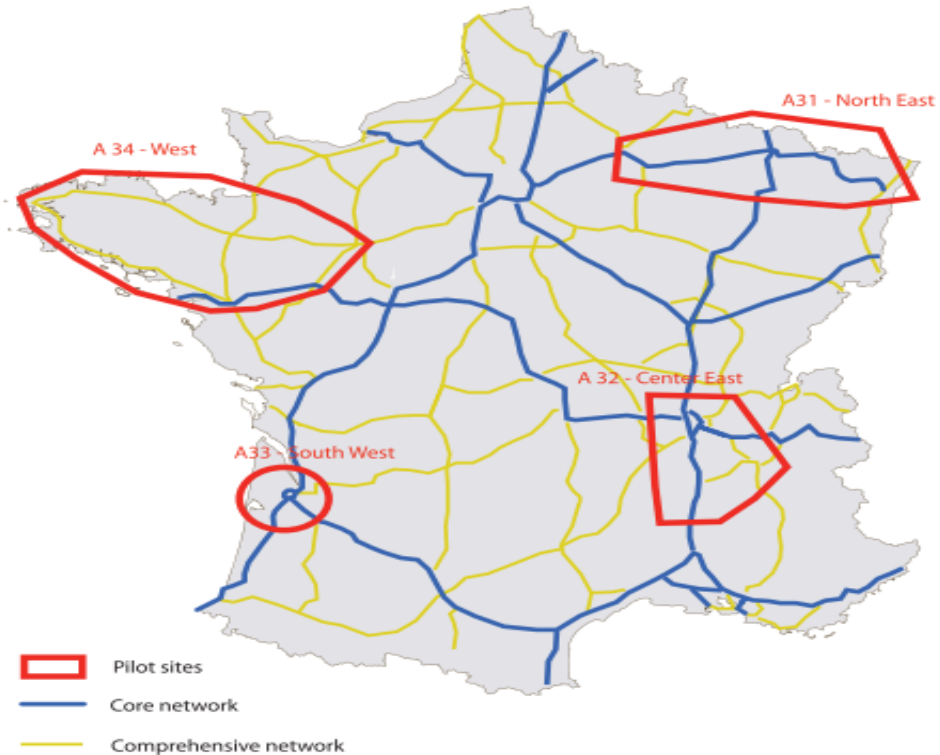 A31 - North East
A 34 - West
A 32 - Center East
A33 - South West
Pilot sites
Core network
Comprehensive network